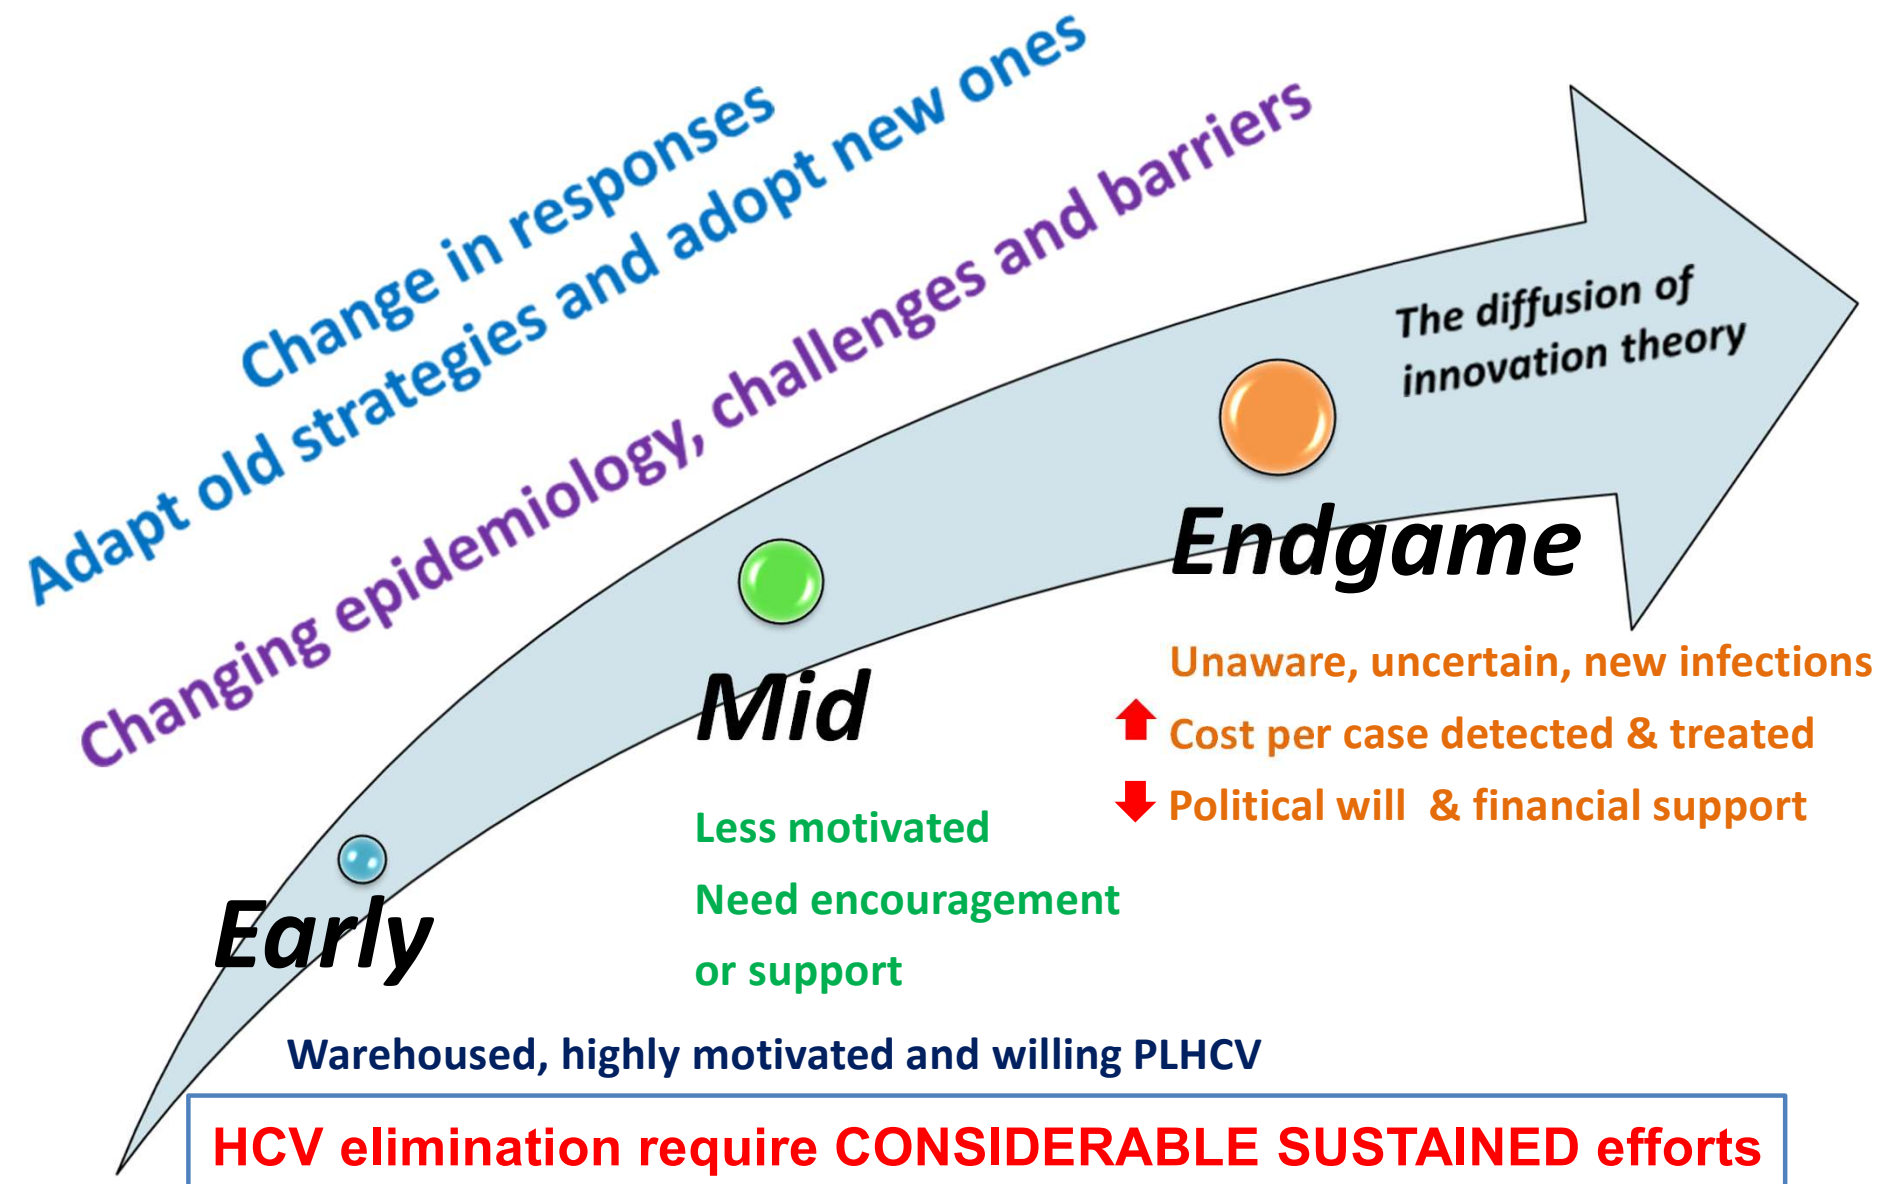 Change in responses
Adapt old strategies and adopt new ones
Changing epidemiology, challenges and barriers
The diffusion of
innovation theory
Endgame
Unaware, uncertain, new infections
Cost per case detected & treated
Political will & financial support
Mid
Less motivated
Need encouragement
or support
Early
Warehoused, highly motivated and willing PLHCV
HCV elimination require CONSIDERABLE SUSTAINED efforts